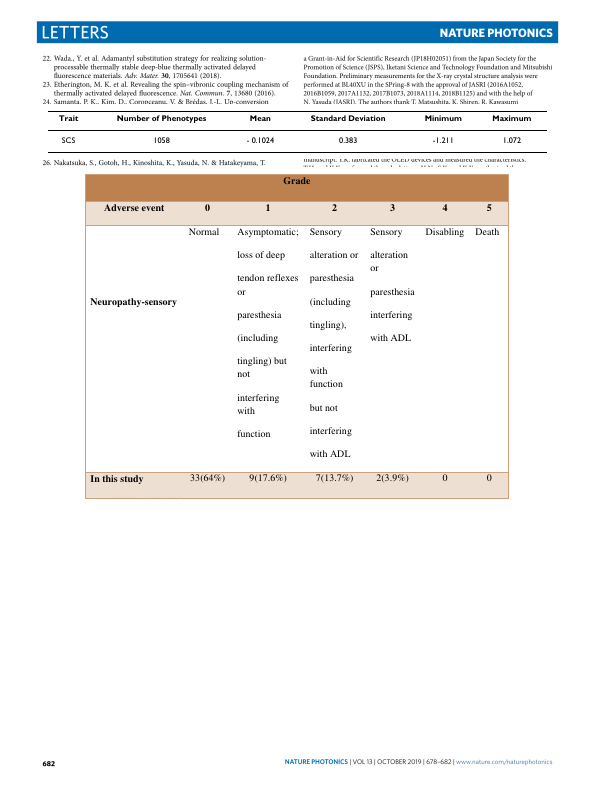 LETTERS
NATURE PHOTONICS
22. Wada., Y. et al. Adamantyl substitution strategy for realizing solution-
processable thermally stable deep-blue thermally activated delayed
fluorescence materials. Adv. Mater. 30, 1705641 (2018).
23. Etherington, M. K. et al. Revealing the spin–vibronic coupling mechanism of
thermally activated delayed fluorescence. Nat. Commun. 7, 13680 (2016).
24. Samanta, P. K., Kim, D., Coropceanu, V. & Brédas, J.-L. Up-conversion
a Grant-in-Aid for Scientific Research (JP18H02051) from the Japan Society for the
Promotion of Science (JSPS), Iketani Science and Technology Foundation and Mitsubishi
Foundation. Preliminary measurements for the X-ray crystal structure analysis were
performed at BL40XU in the SPring-8 with the approval of JASRI (2016A1052,
2016B1059, 2017A1132, 2017B1073, 2018A1114, 2018B1125) and with the help of
N. Yasuda (JASRI). The authors thank T. Matsushita, K. Shiren, R. Kawasumi
Trait Number of Phenotypes Mean Standard Deviation Minimum Maximum
SCS 1058 - 0.1024 0.383 -1.211 1.072
26. Nakatsuka, S., Gotoh, H., Kinoshita, K., Yasuda, N. & Hatakeyama, T.
manuscript. Y.K. fabricated the OLED devices and measured the characteristics.
Grade
Adverse event 0 1 2 3 4 5
Neuropathy-sensory
Normal
Asymptomatic;
loss of deep
tendon reflexes
or
paresthesia
(including
tingling) but
not
interfering
with
function
Sensory
alteration or
paresthesia
(including
tingling),
interfering
with
function
but not
interfering
with ADL
Sensory
alteration
or
paresthesia
interfering
with ADL
Disabling
Death
In this study 33(64%) 9(17.6%) 7(13.7%) 2(3.9%) 0 0
682
NATURE PHOTONICS | VOL 13 | OCTOBER 2019 | 678–682 | www.nature.com/naturephotonics